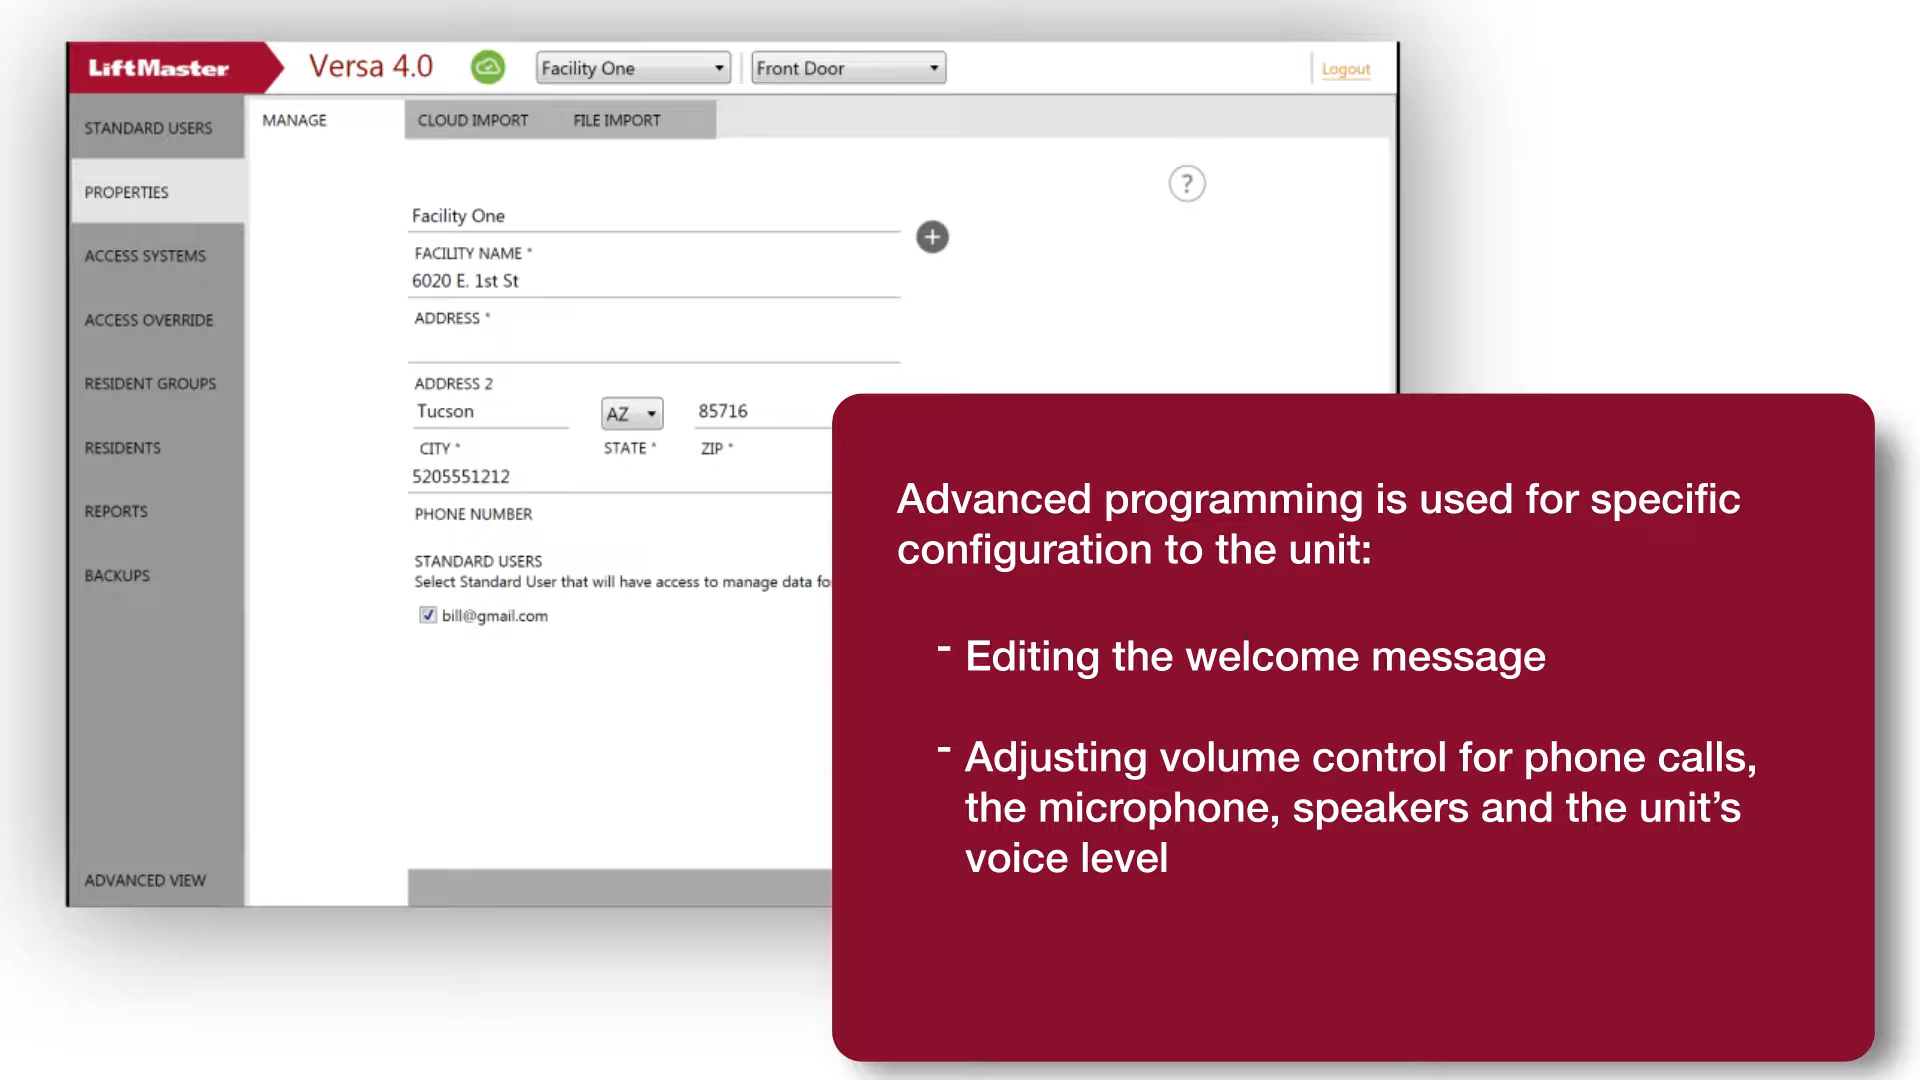 LiftMaster
Versa 4.0
Facility One
Front Door
Logout
STANDARD USERS
PROPERTIES
ACCESS SYSTEMS
ACCESS OVERRIDE
RESIDENT GROUPS
RESIDENTS
REPORTS
BACKUPS
ADVANCED VIEW
MANAGE
CLOUD IMPORT
FILE IMPORT
?
Facility One
FACILITY NAME *
6020 E. 1st St
ADDRESS *
ADDRESS 2
Tucson
AZ
85716
CITY *
STATE *
ZIP *
5205551212
PHONE NUMBER
STANDARD USERS
Select Standard User that will have access to manage data fo
bill@gmail.com
Advanced programming is used for specific
configuration to the unit:
- Editing the welcome message
- Adjusting volume control for phone calls,
the microphone, speakers and the unit’s
voice level